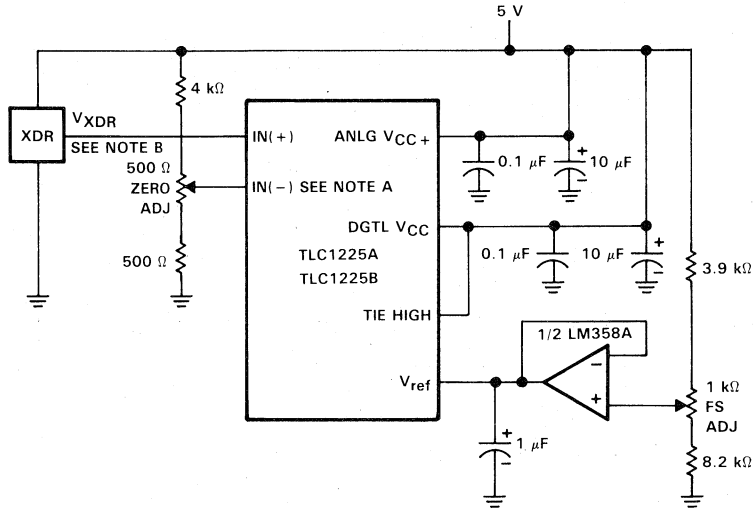 5 V
4 kΩ
XDR
VXDR
SEE NOTE B
500 Ω
ZERO
ADJ
500 Ω
IN(+)
IN(−) SEE NOTE A
ANLG VCC+
DGTL VCC
TLC1225A
TLC1225B
TIE HIGH
Vref
0.1 μF
+
10 μF
−
0.1 μF
10 μF
+
−
3.9 kΩ
1/2 LM358A
−
+
1 kΩ
FS
ADJ
8.2 kΩ
+
1 μF
−